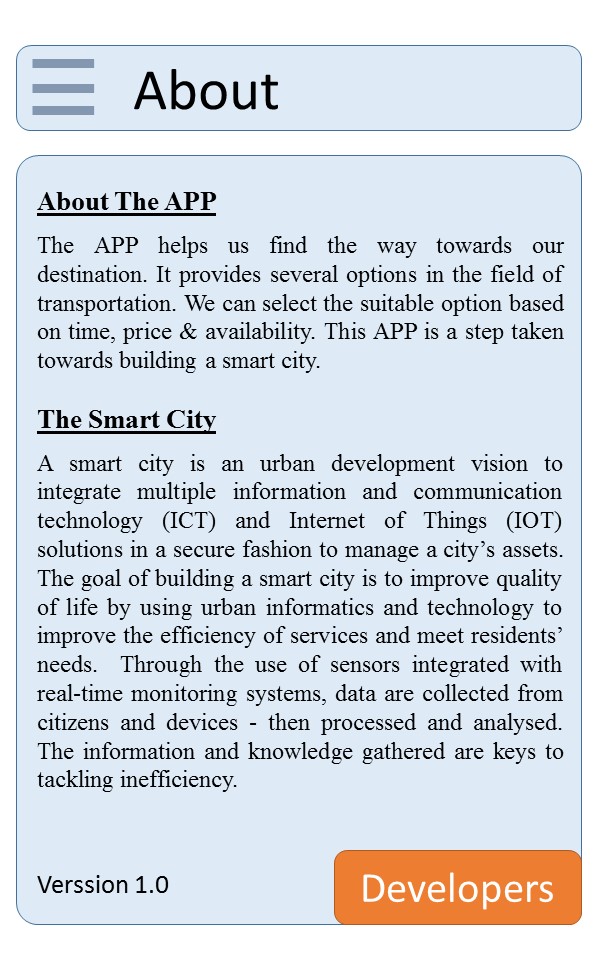 About
About The APP
The APP helps us find the way towards our
destination. It provides several options in the field of
transportation. We can select the suitable option based
on time, price & availability. This APP is a step taken
towards building a smart city.
The Smart City
A smart city is an urban development vision to
integrate multiple information and communication
technology (ICT) and Internet of Things (IOT)
solutions in a secure fashion to manage a city’s assets.
The goal of building a smart city is to improve quality
of life by using urban informatics and technology to
improve the efficiency of services and meet residents’
needs.  Through the use of sensors integrated with
real-time monitoring systems, data are collected from
citizens and devices - then processed and analysed.
The information and knowledge gathered are keys to
tackling inefficiency.
Verssion 1.0
Developers